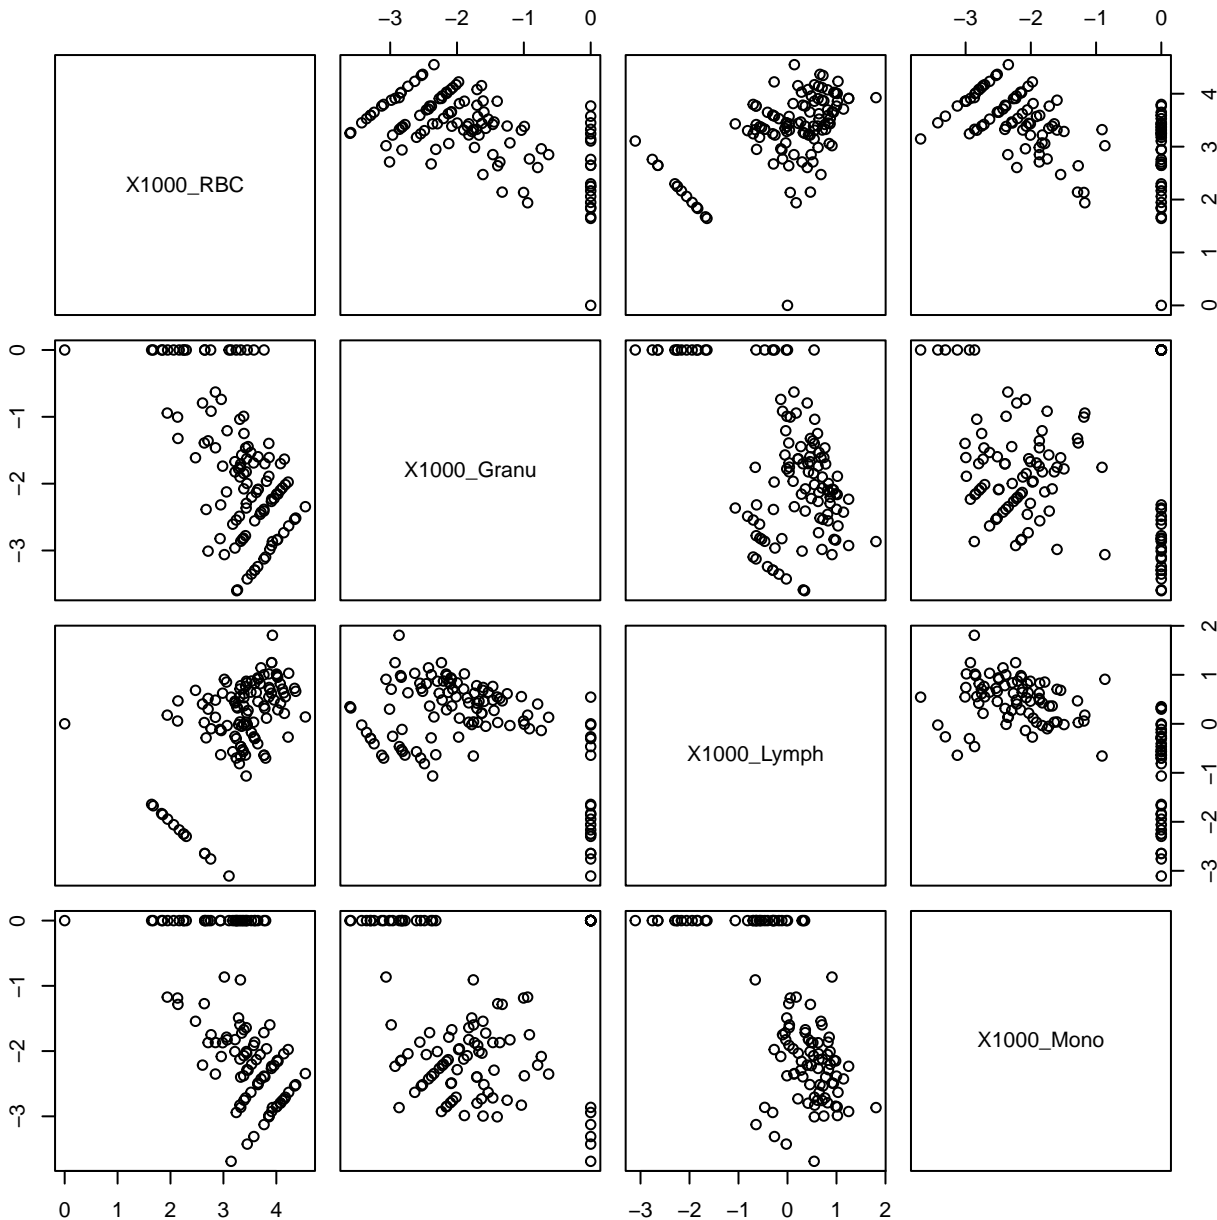 −3 −2 −1 0 −3 −2 −1 0
X1000_RBC
0 1 2 3 4
−3 −2 −1 0
X1000_Granu
X1000_Lymph
−3 −2 −1 0 1 2
−3 −2 −1 0
X1000_Mono
0 1 2 3 4 −3 −2 −1 0 1 2